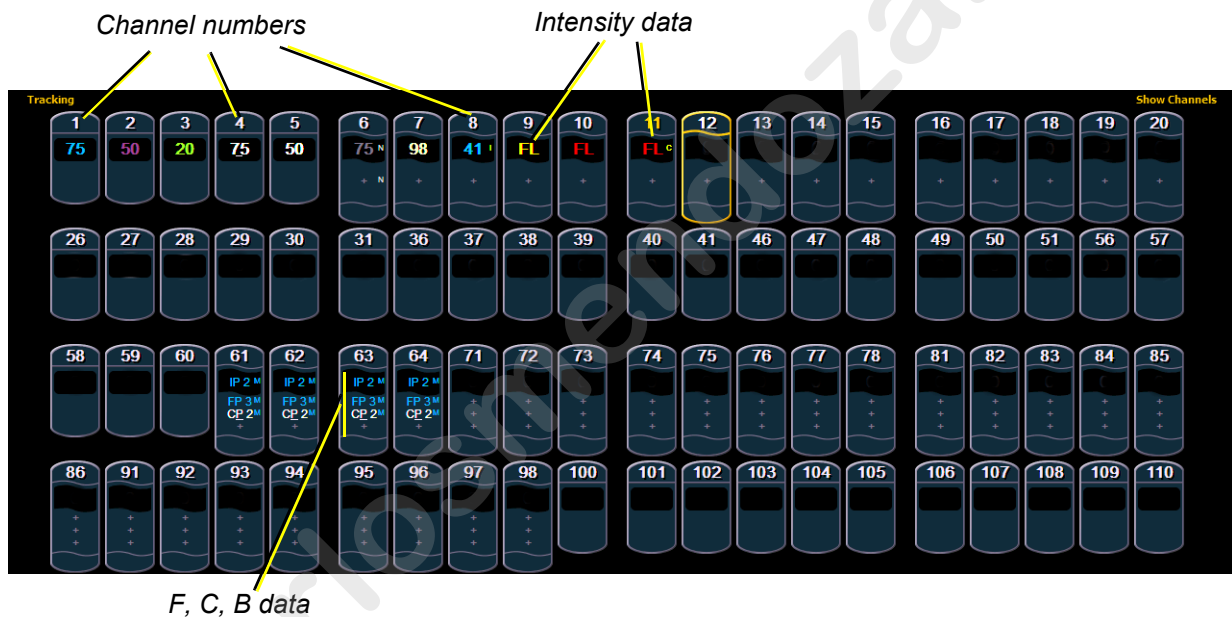 Channel numbers Intensity data
Tracking Show Channels
1 2 3 4 5 6 7 8 9 10 11 12 13 14 15 16 17 18 19 20
75 50 20 75 50 75 N 98 41 I FL FL FL C
+ N + + + + + + + + + + + + + +
26 27 28 29 30 31 36 37 38 39 40 41 46 47 48 49 50 51 56 57
58 59 60 61 62 63 64 71 72 73 74 75 76 77 78 81 82 83 84 85
IP 2 M IP 2 M IP 2 M IP 2 M
FP 3 M FP 3 M FP 3 M FP 3 M
CP 2 M CP 2 M CP 2 M CP 2 M
86 91 92 93 94 95 96 97 98 100 101 102 103 104 105 106 107 108 109 110
F, C, B data